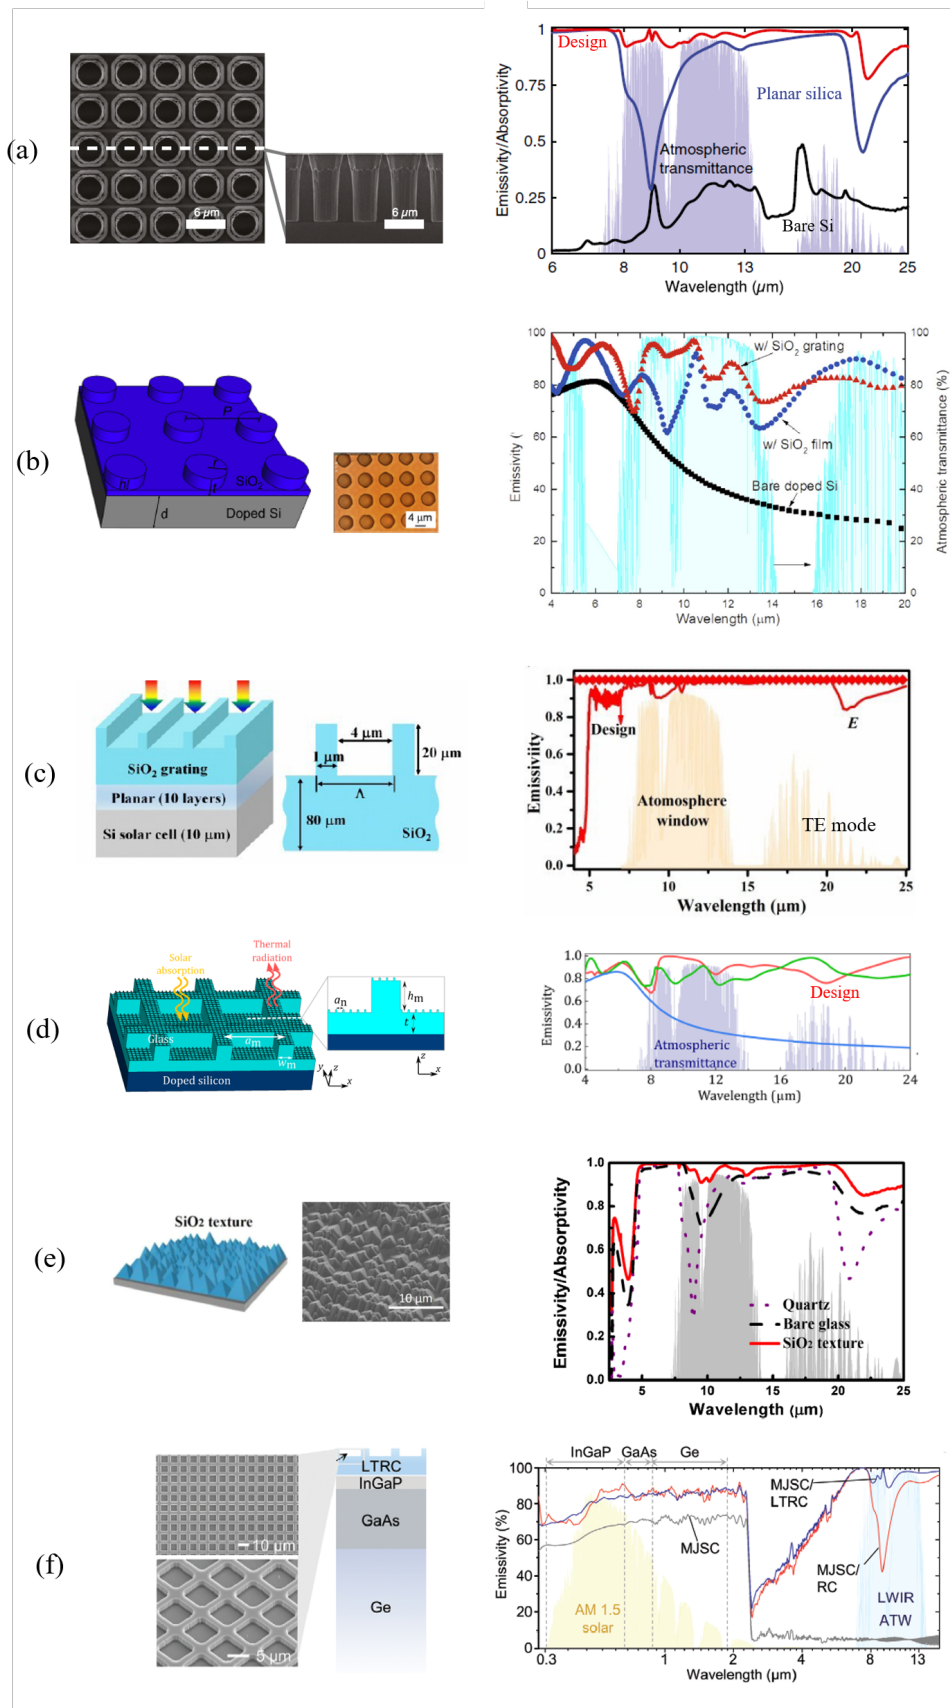 (a)
6 μm
6 μm
Emissivity/Absorptivity
1
0.75
0.5
0.25
0
Design
Planar silica
Atmospheric
transmittance
Bare Si
6
8
10
13
20
25
Wavelength (μm)
(b)
P
r
h
t
SiO2
d
Doped Si
4 μm
Emissivity (
100
80
60
40
20
0
w/ SiO2 grating
w/ SiO2 film
Bare doped Si
100
80
60
40
20
0
Atmospheric transmittance (%)
4
6
8
10
12
14
16
18
20
Wavelength (μm)
(c)
SiO2 grating
Planar (10 layers)
Si solar cell (10 μm)
4 μm
1 μm
20 μm
Λ
80 μm
SiO2
Emissiviity
1.0
0.8
0.6
0.4
0.2
0.0
Design
E
Atomosphere
window
TE mode
5
10
15
20
25
Wavelength (μm)
(d)
Solar
absorption
Thermal
radiation
Glass
am
wm
Doped silicon
y
z
x
an
hm
t
z
x
Emissivity
1.0
0.8
0.6
0.4
0.2
0.0
Design
Atmospheric
transmittance
4
8
12
16
20
24
Wavelength (μm)
(e)
SiO2 texture
10 μm
Emissivity/Absorptivity
1.0
0.8
0.6
0.4
0.2
0.0
Quartz
Bare glass
SiO2 texture
5
10
15
20
25
Wavelength (μm)
(f)
10 μm
5 μm
LTRC
InGaP
GaAs
Ge
InGaP
GaAs
Ge
Emissivity (%)
100
80
60
40
20
0
MJSC/
LTRC
MJSC
MJSC/
RC
AM 1.5
solar
LWIR
ATW
0.3
1
2
4
8
13
Wavelength (μm)